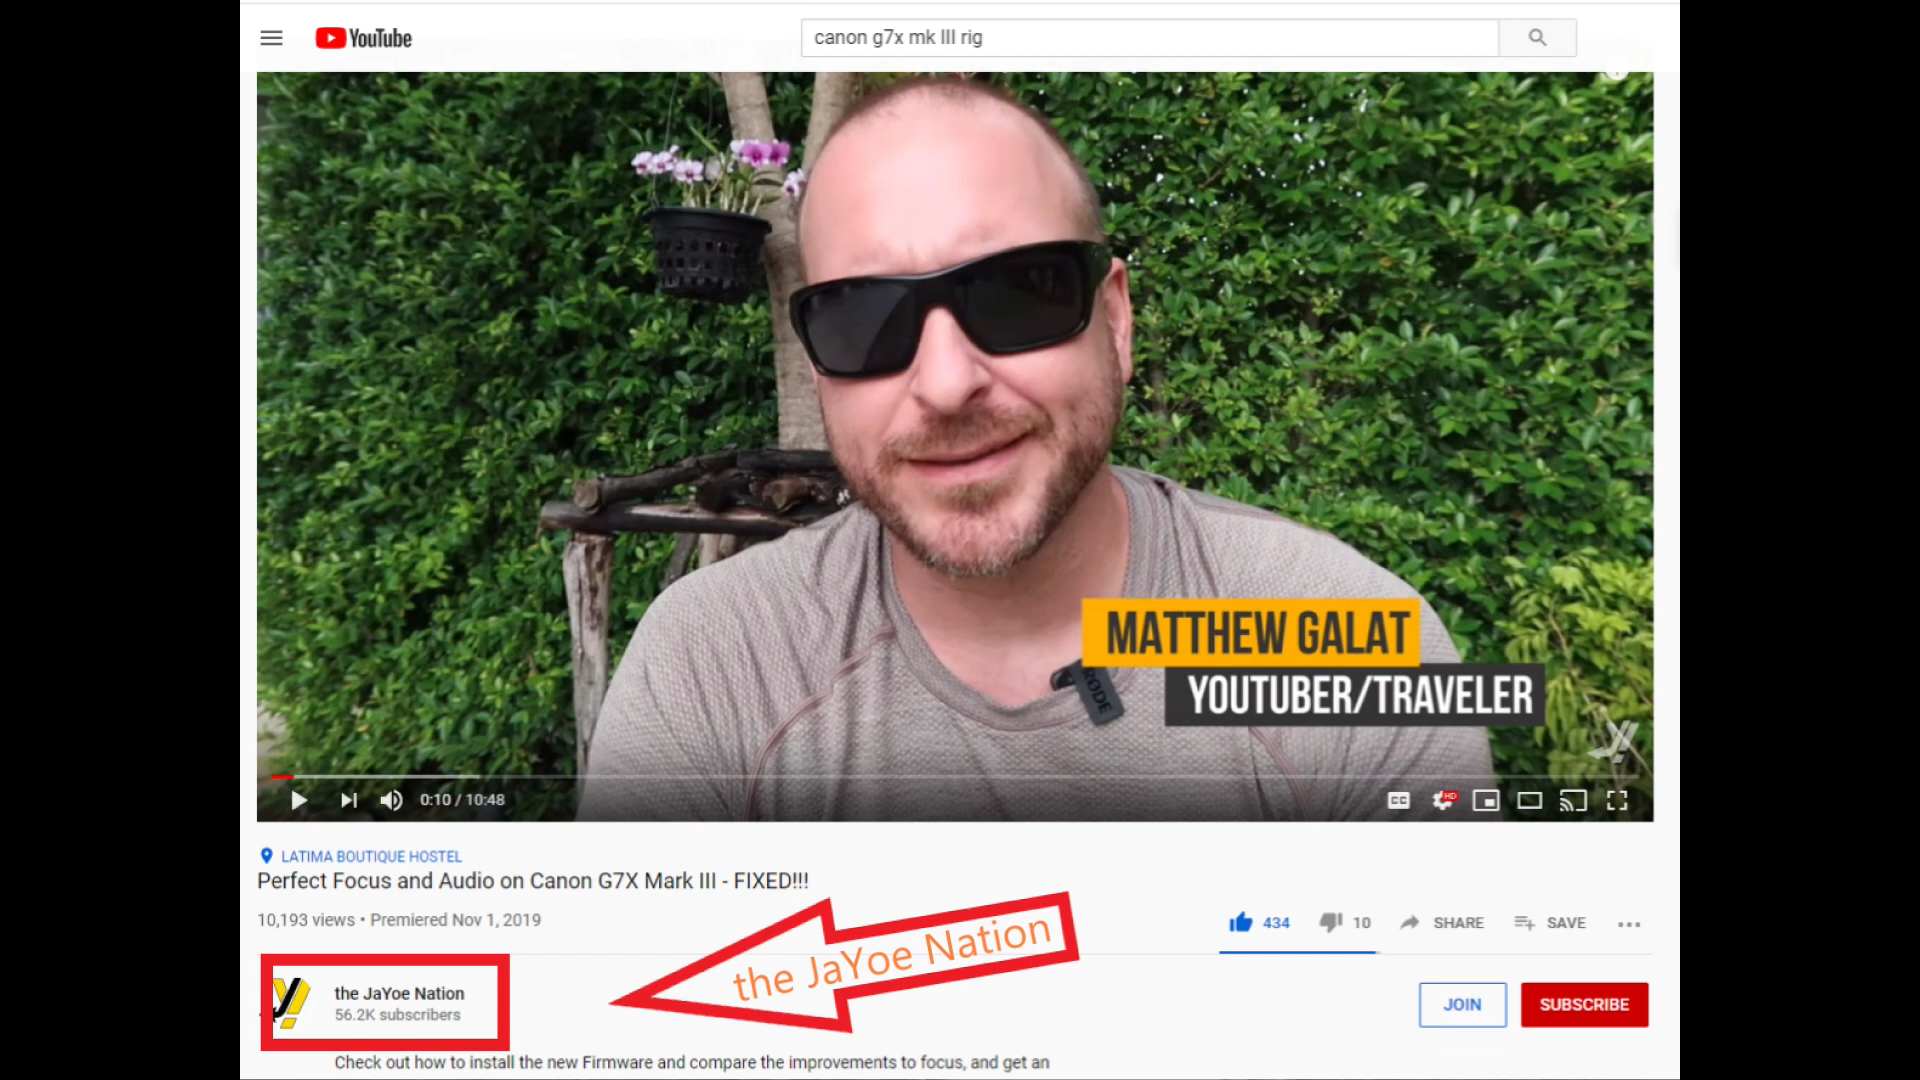 YouTube
canon g7x mk III rig
RØDE
MATTHEW GALAT
YOUTUBER/TRAVELER
0:10 / 10:48
CC
HD
LATIMA BOUTIQUE HOSTEL
Perfect Focus and Audio on Canon G7X Mark III - FIXED!!!
10,193 views • Premiered Nov 1, 2019
434
10
SHARE
SAVE
the JaYoe Nation
the JaYoe Nation
56.2K subscribers
JOIN
SUBSCRIBE
Check out how to install the new Firmware and compare the improvements to focus, and get an